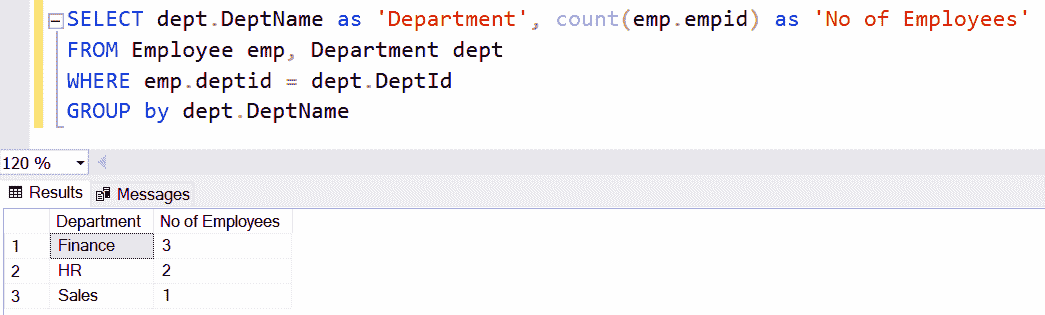 SELECT dept.DeptName as 'Department', count(emp.empid) as 'No of Employees'
FROM Employee emp, Department dept
WHERE emp.deptid = dept.DeptId
GROUP by dept.DeptName
120 %
Results Messages
Department No of Employees
1 Finance 3
2 HR 2
3 Sales 1